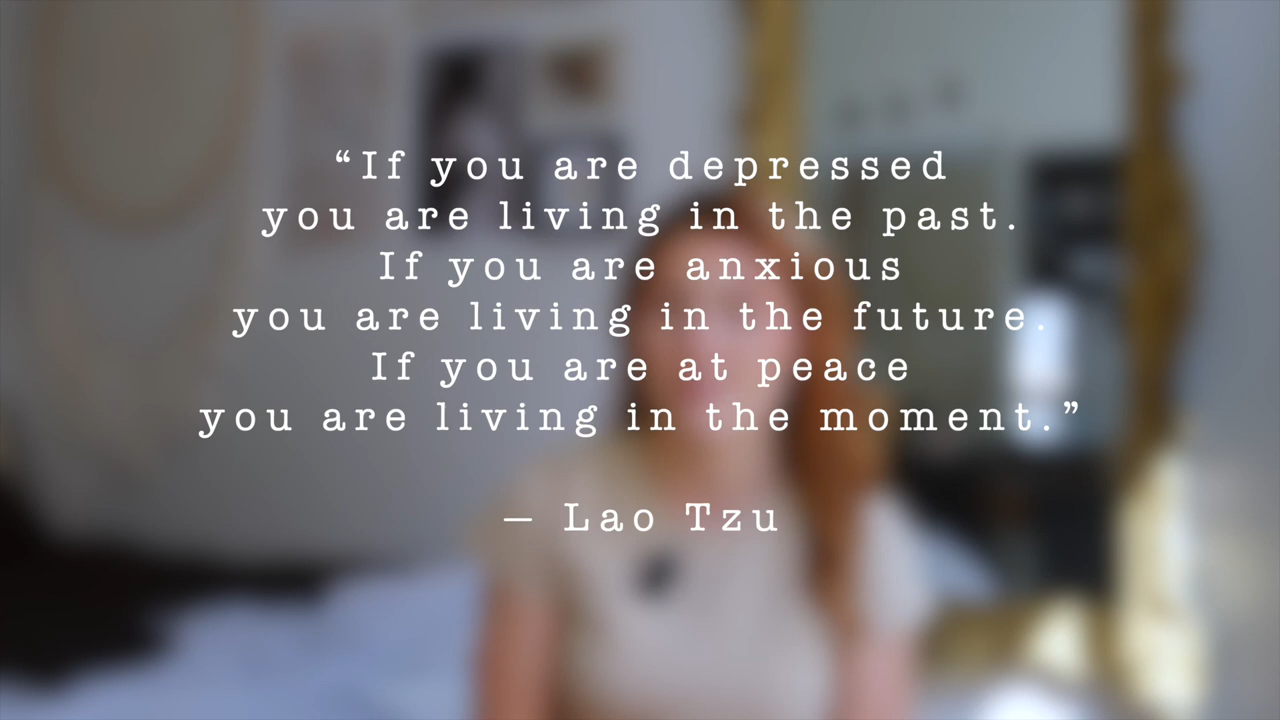 “If you are depressed
you are living in the past.
If you are anxious
you are living in the future.
If you are at peace
you are living in the moment.”
— Lao Tzu